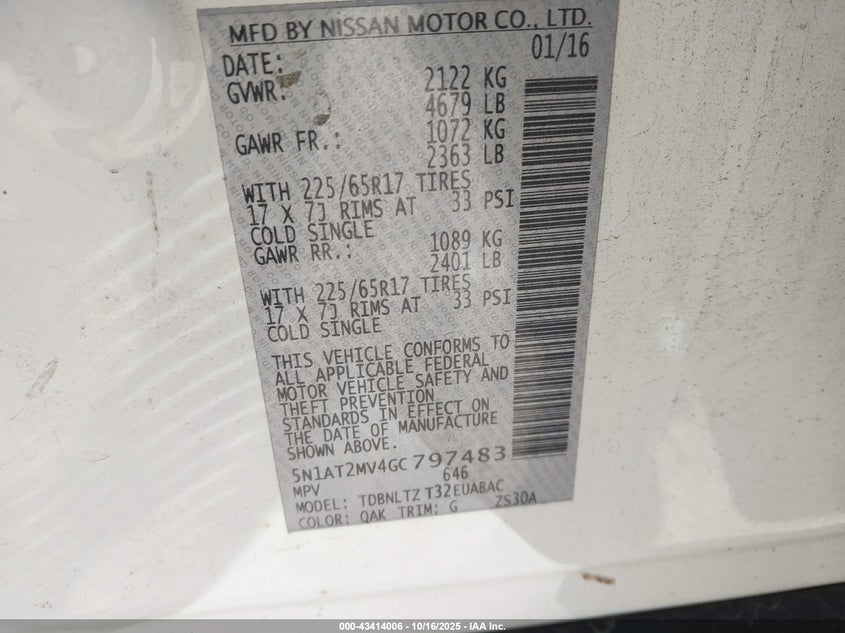 MFD BY NISSAN MOTOR CO., LTD.
DATE: 01/16
GVWR: 2122 KG
4679 LB
GAWR FR.: 1072 KG
2363 LB
WITH 225/65R17 TIRES
17 X 7J RIMS AT 33 PSI
COLD SINGLE
GAWR RR.: 1089 KG
2401 LB
WITH 225/65R17 TIRES
17 X 7J RIMS AT 33 PSI
COLD SINGLE
THIS VEHICLE CONFORMS TO
ALL APPLICABLE FEDERAL
MOTOR VEHICLE SAFETY AND
THEFT PREVENTION
STANDARDS IN EFFECT ON
THE DATE OF MANUFACTURE
SHOWN ABOVE.
5N1AT2MV4GC797483
MPV 646
MODEL: TDBNLTZ T32EUABAC
COLOR: QAK TRIM: G ZS30A
000-43414006 - 10/16/2025 - IAA Inc.